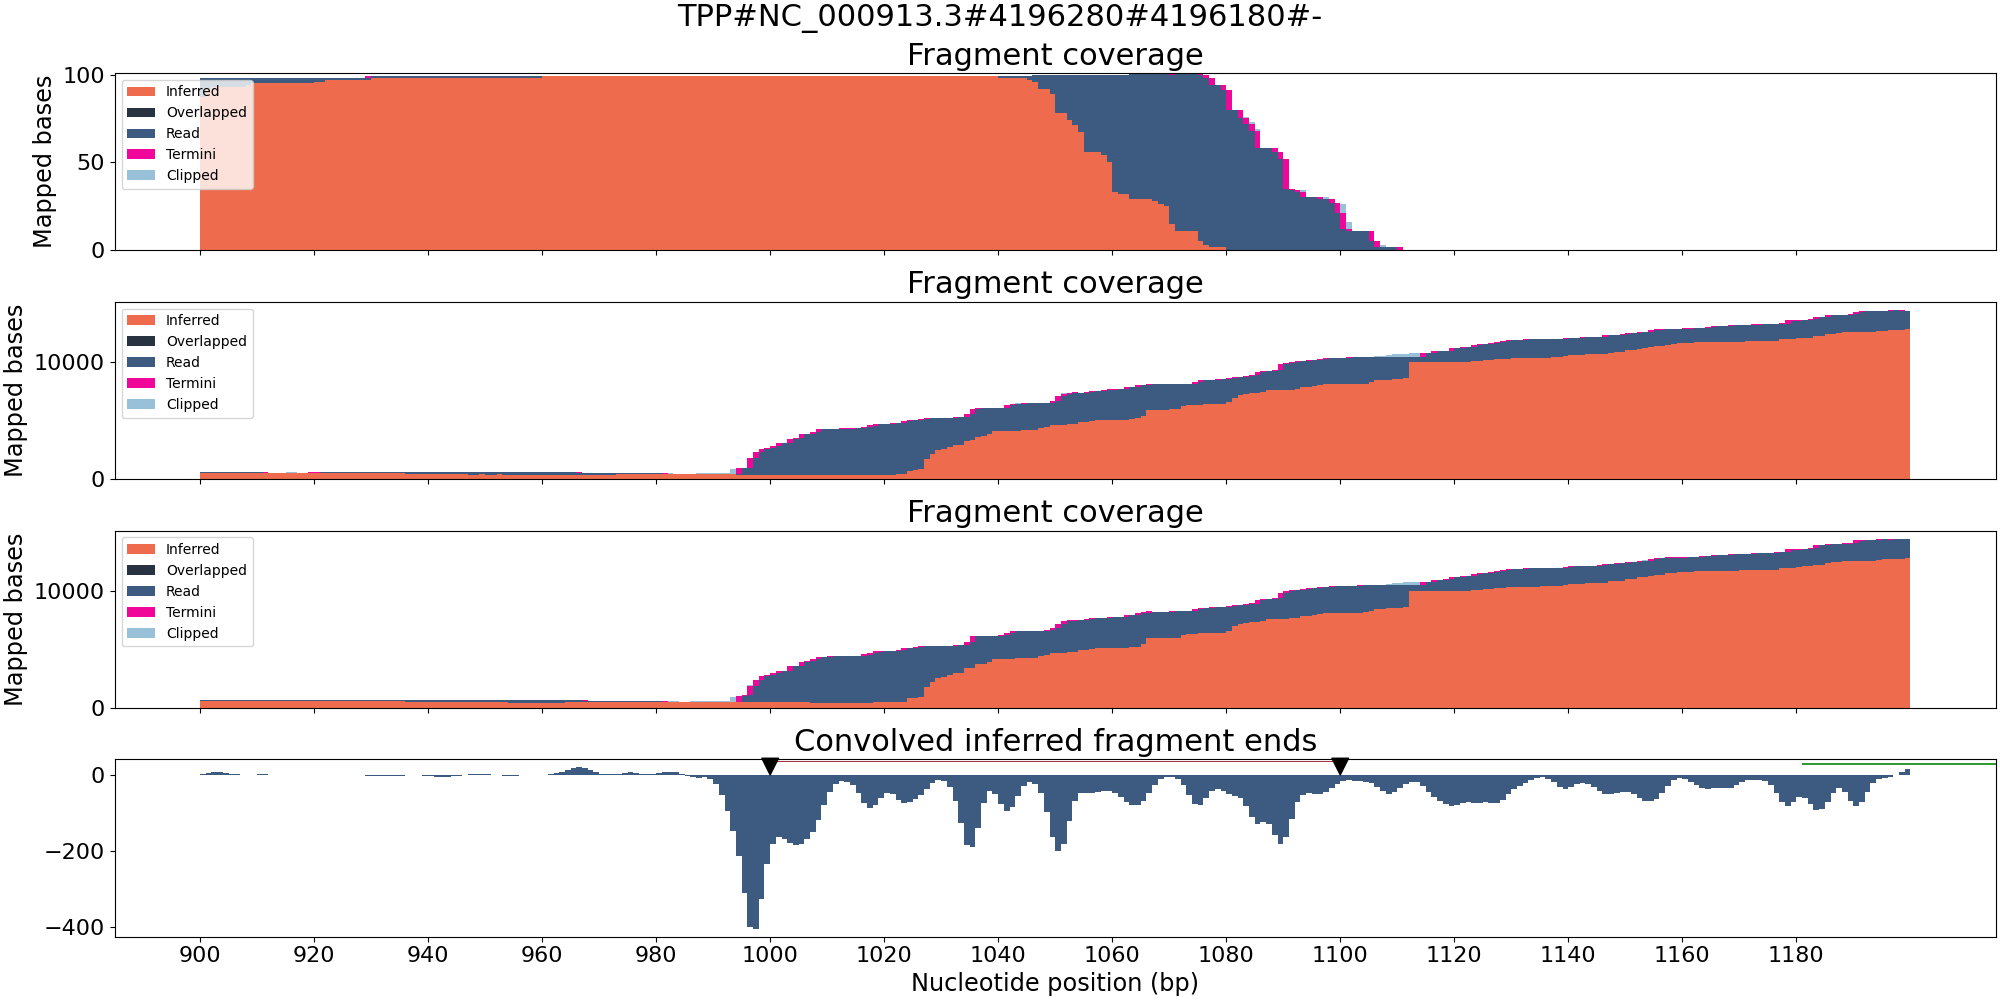 TPP#NC_000913.3#4196280#4196180#-
Fragment coverage
Mapped bases
100
50
0
Inferred
Overlapped
Read
Termini
Clipped
Fragment coverage
Mapped bases
10000
0
Inferred
Overlapped
Read
Termini
Clipped
Fragment coverage
Mapped bases
10000
0
Inferred
Overlapped
Read
Termini
Clipped
Convolved inferred fragment ends
0
−200
−400
900 920 940 960 980 1000 1020 1040 1060 1080 1100 1120 1140 1160 1180
Nucleotide position (bp)